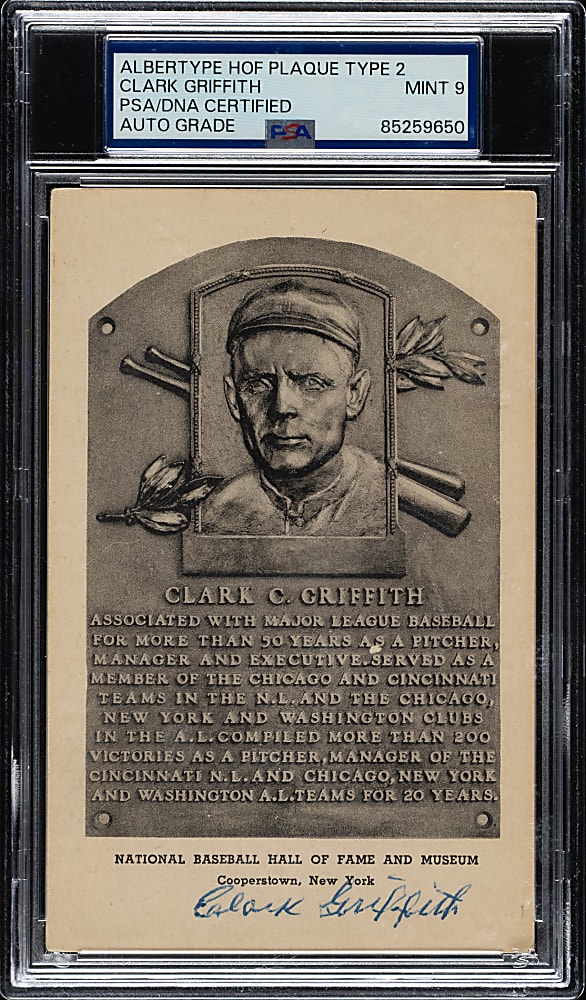 ALBERTYPE HOF PLAQUE TYPE 2
CLARK GRIFFITH MINT 9
PSA/DNA CERTIFIED
AUTO GRADE PSA 85259650
CLARK C. GRIFFITH
ASSOCIATED WITH MAJOR LEAGUE BASEBALL
FOR MORE THAN 50 YEARS AS A PITCHER,
MANAGER AND EXECUTIVE. SERVED AS A
MEMBER OF THE CHICAGO AND CINCINNATI
TEAMS IN THE N.L. AND THE CHICAGO,
NEW YORK AND WASHINGTON CLUBS
IN THE A.L. COMPILED MORE THAN 200
VICTORIES AS A PITCHER, MANAGER OF THE
CINCINNATI N.L. AND CHICAGO, NEW YORK
AND WASHINGTON A.L. TEAMS FOR 20 YEARS.
NATIONAL BASEBALL HALL OF FAME AND MUSEUM
Cooperstown, New York
Clark Griffith